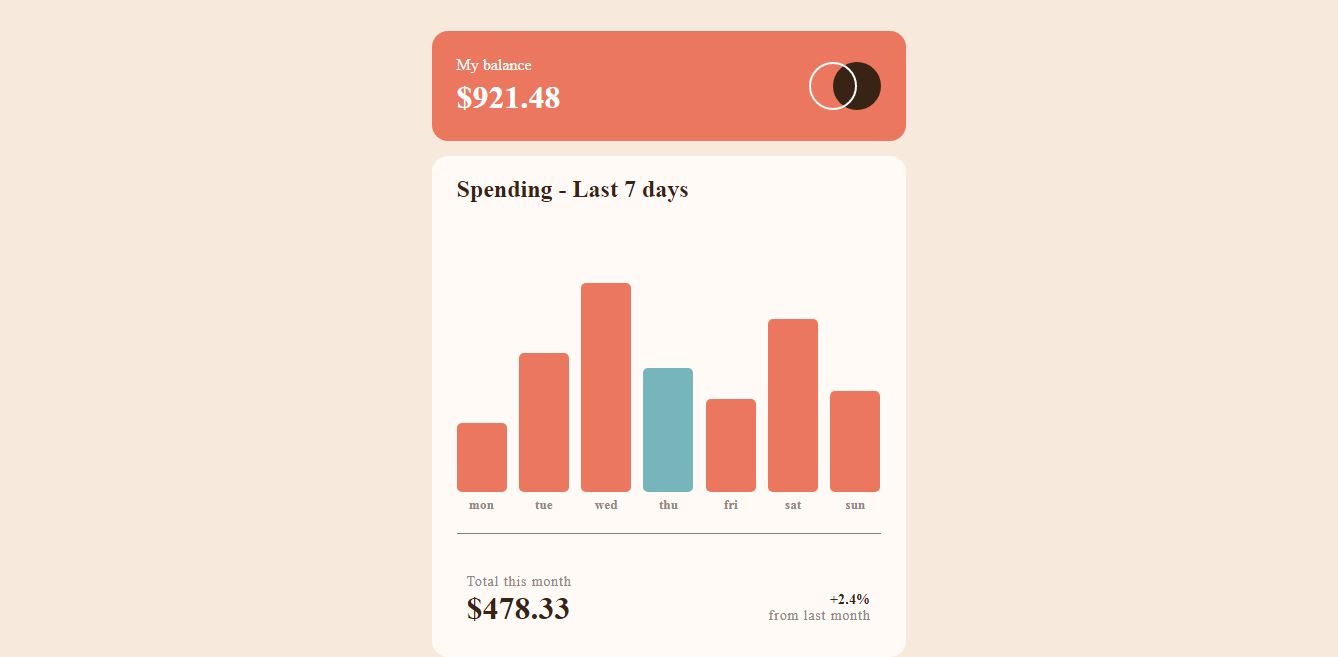 My balance
$921.48
Spending - Last 7 days
mon tue wed thu fri sat sun
Total this month
$478.33
+2.4%
from last month